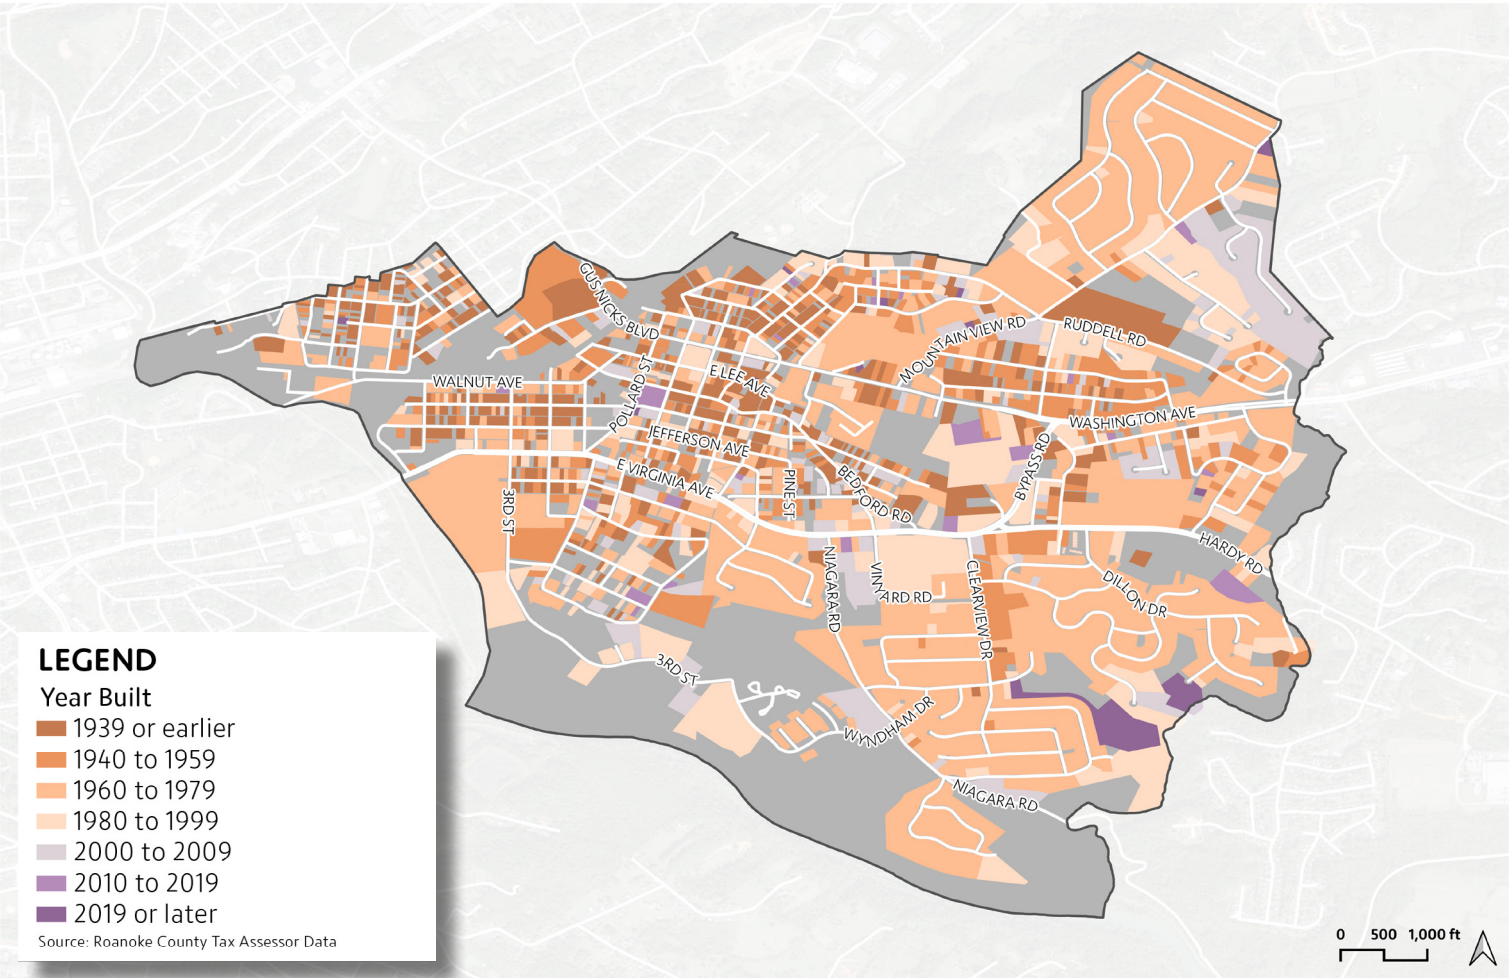 GUS NICKS BLVD
RUDDELL RD
MOUNTAIN VIEW RD
WALNUT AVE
E LEE AVE
POLLARD ST
WASHINGTON AVE
JEFFERSON AVE
E VIRGINIA AVE
BYPASS RD
PINE ST
BEDFORD RD
3RD ST
HARDY RD
NIAGARA RD
VINYARD RD
CLEARVIEW DR
DILLON DR
3RD ST
WYNDHAM DR
NIAGARA RD
LEGEND
Year Built
1939 or earlier
1940 to 1959
1960 to 1979
1980 to 1999
2000 to 2009
2010 to 2019
2019 or later
Source: Roanoke County Tax Assessor Data
0 500 1,000 ft